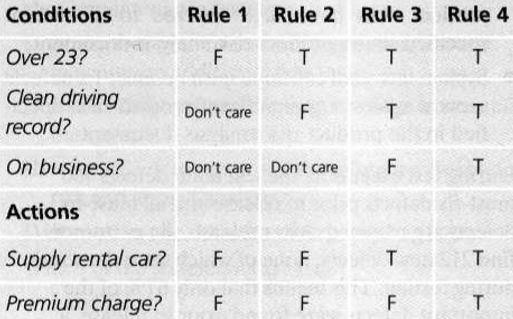 Conditions Rule 1 Rule 2 Rule 3 Rule 4
Over 23? F T T T
Clean driving
record? Don't care F T T
On business? Don't care Don't care F T
Actions
Supply rental car? F F T T
Premium charge? F F F T